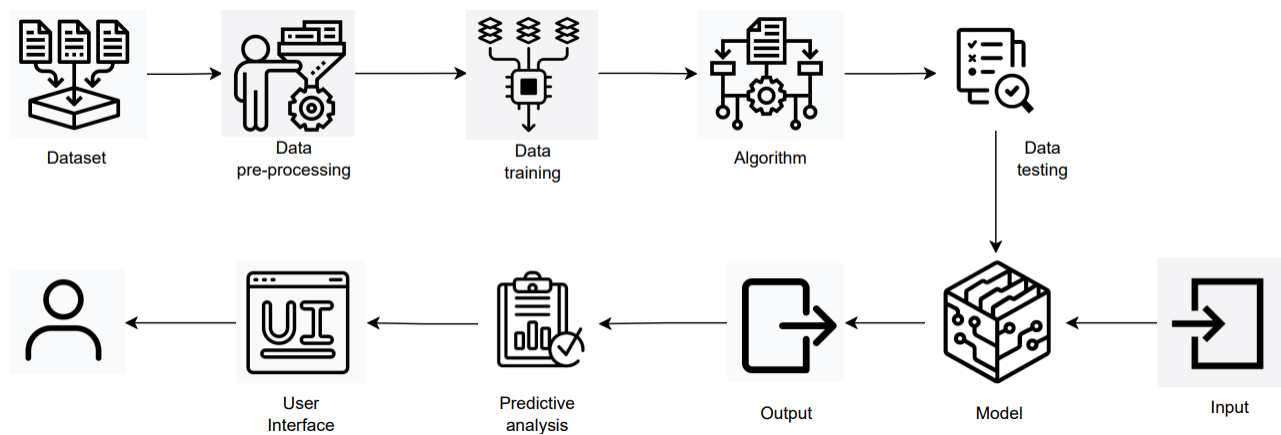 Dataset
Data
pre-processing
Data
training
Algorithm
Data
testing
UI
User
Interface
Predictive
analysis
Output
Model
Input